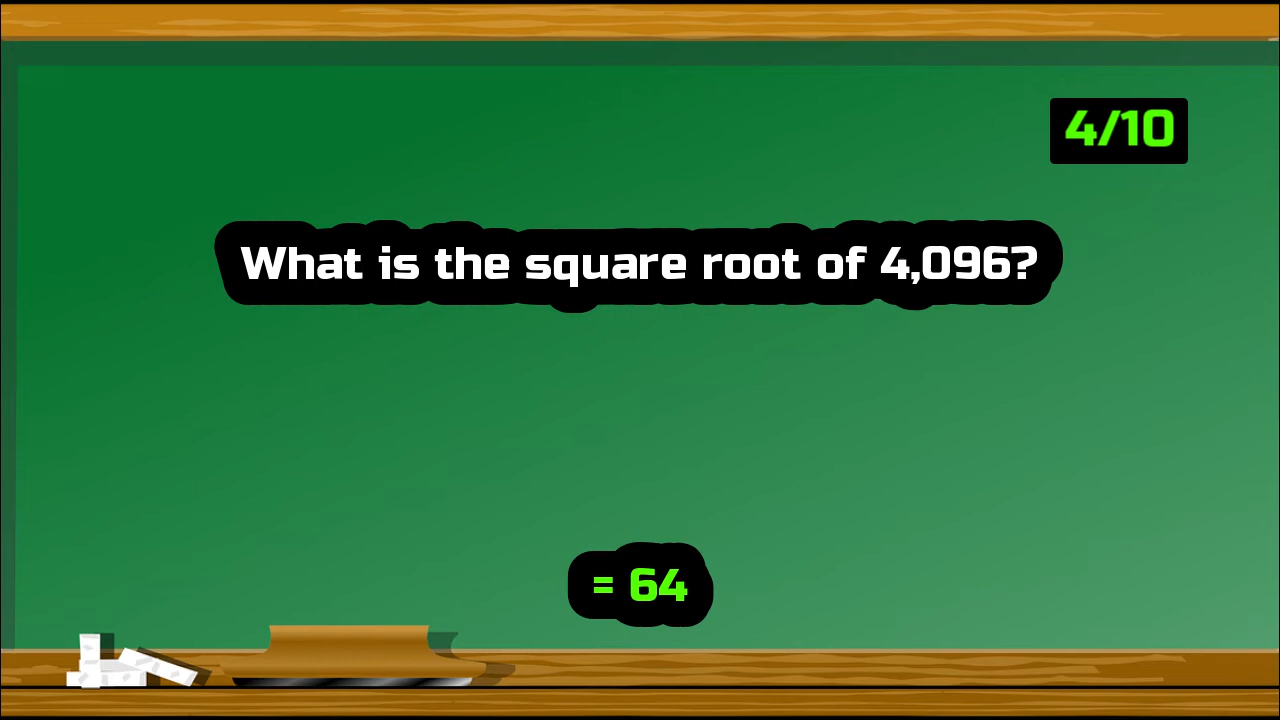 4/10
What is the square root of 4,096?
= 64